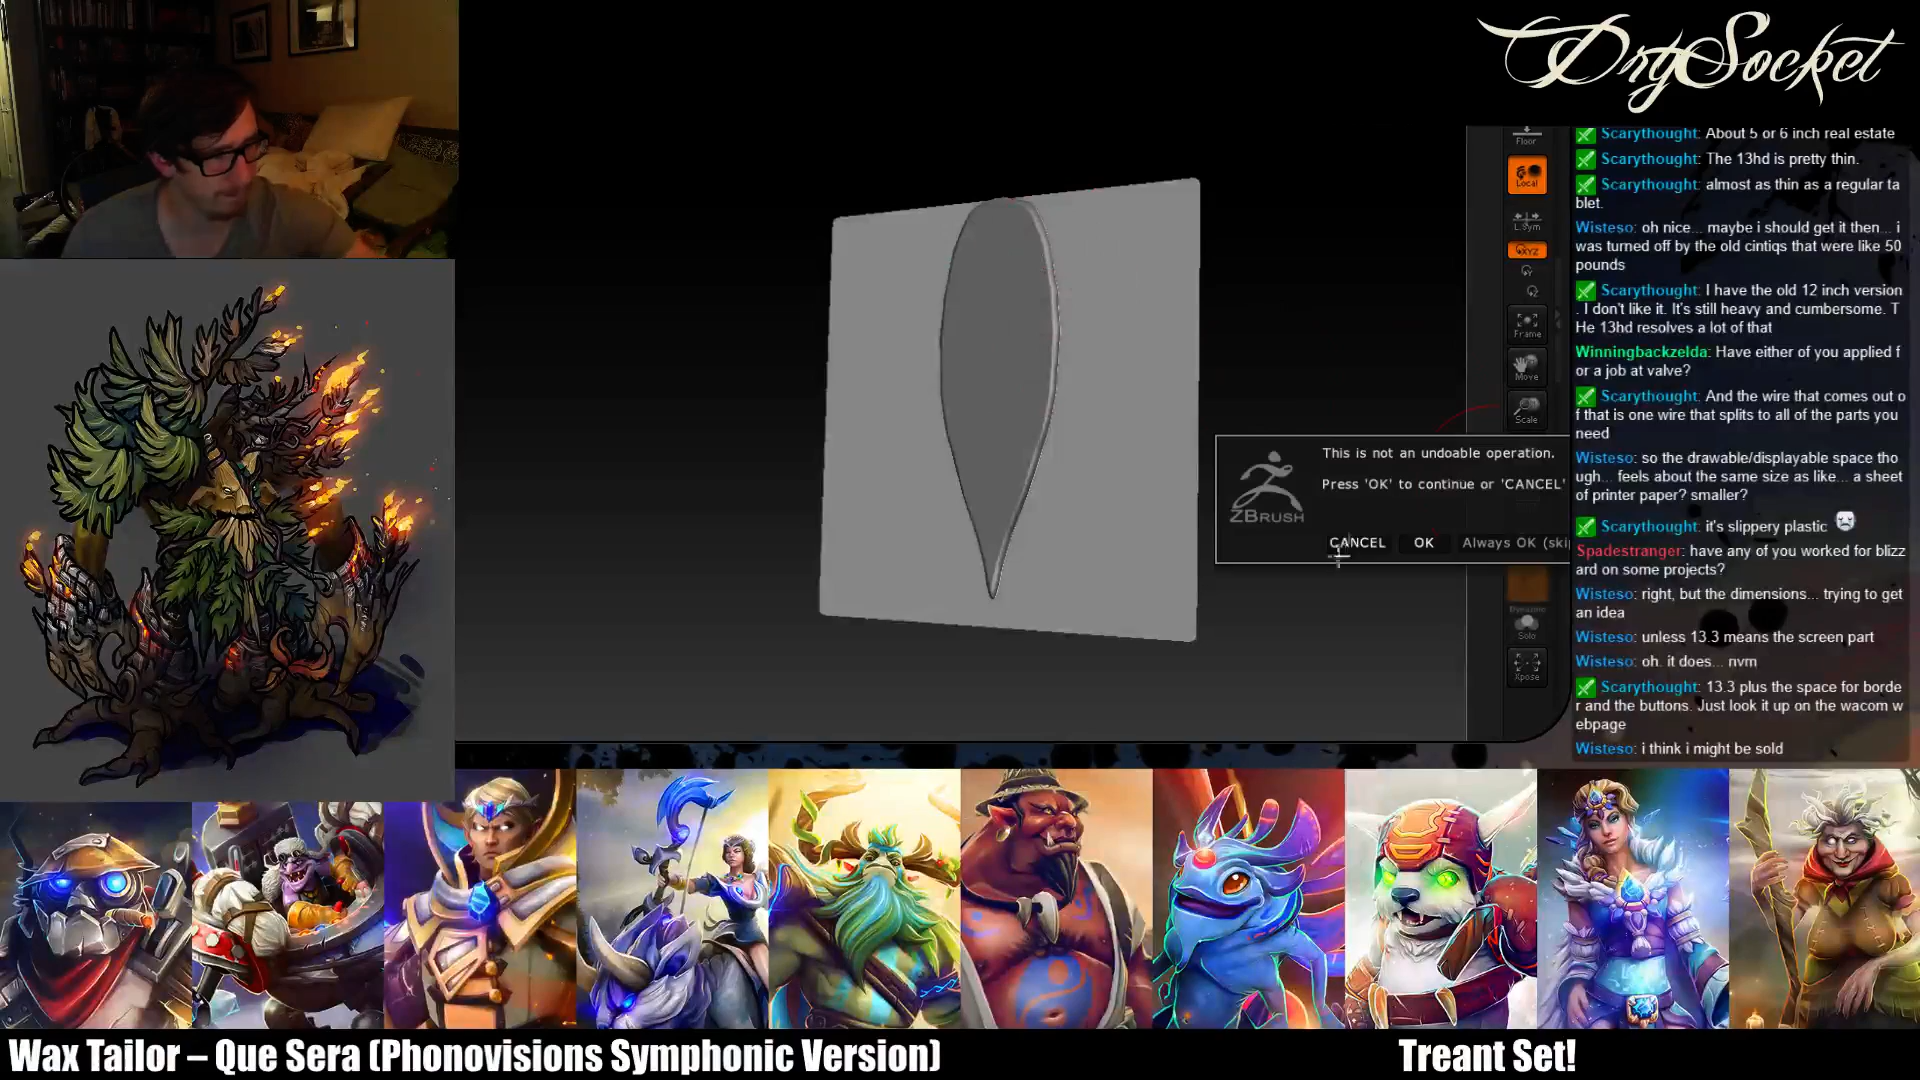 DrySocket
Floor
Local
L.Sym
XYZ
Frame
Move
Scale
Dynamic
Solo
Xpose
This is not an undoable operation.
Press 'OK' to continue or 'CANCEL'
ZBRUSH
CANCEL OK Always OK (ski
Scarythought: About 5 or 6 inch real estate
Scarythought: The 13hd is pretty thin.
Scarythought: almost as thin as a regular ta
blet.
Wisteso: oh nice... maybe i should get it then... i
was turned off by the old cintiqs that were like 50
pounds
Scarythought: I have the old 12 inch version
. I don't like it. It's still heavy and cumbersome. T
He 13hd resolves a lot of that
Winningbackzelda: Have either of you applied f
or a job at valve?
Scarythought: And the wire that comes out o
f that is one wire that splits to all of the parts you
need
Wisteso: so the drawable/displayable space tho
ugh... feels about the same size as like... a sheet
of printer paper? smaller?
Scarythought: it's slippery plastic
Spadestranger: have any of you worked for blizz
ard on some projects?
Wisteso: right, but the dimensions... trying to get
an idea
Wisteso: unless 13.3 means the screen part
Wisteso: oh. it does... nvm
Scarythought: 13.3 plus the space for borde
r and the buttons. Just look it up on the wacom w
ebpage
Wisteso: i think i might be sold
Wax Tailor – Que Sera (Phonovisions Symphonic Version)
Treant Set!